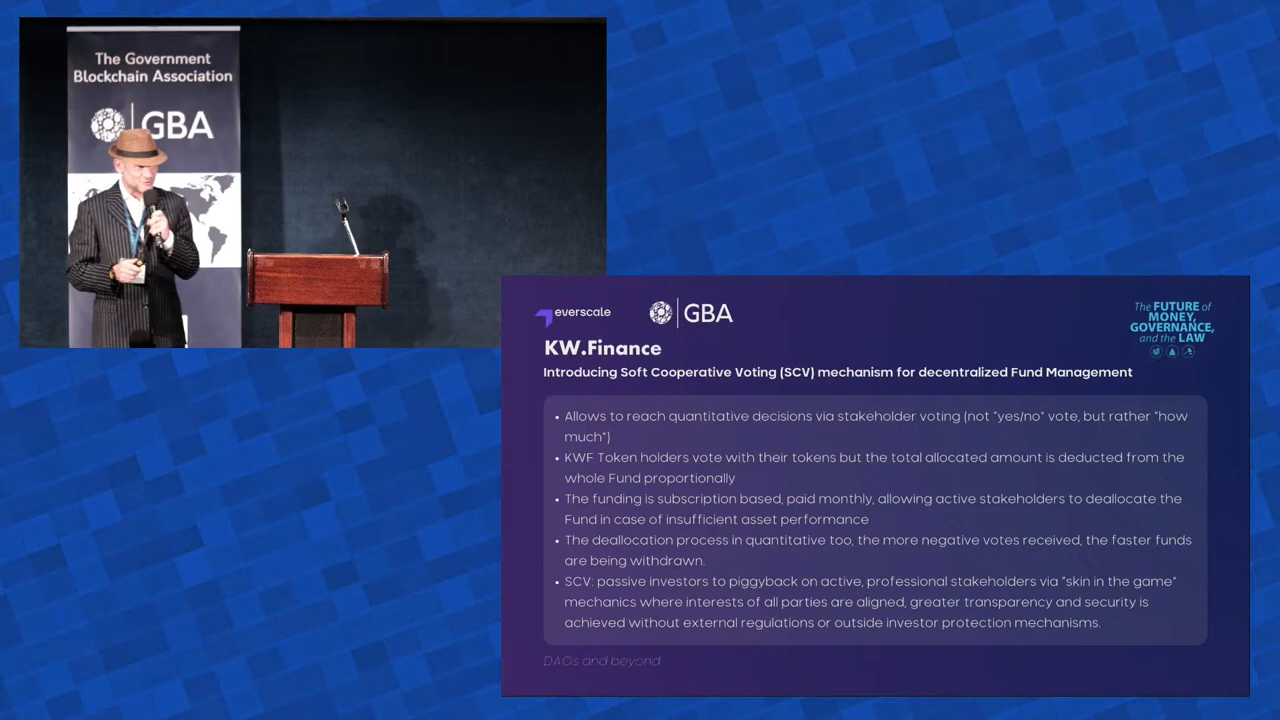 The Government
Blockchain Association
GBA
everscale
GBA
The FUTURE of
MONEY,
GOVERNANCE,
and the LAW
KW.Finance
Introducing Soft Cooperative Voting (SCV) mechanism for decentralized Fund Management
• Allows to reach quantitative decisions via stakeholder voting (not "yes/no" vote, but rather "how
much")
• KWF Token holders vote with their tokens but the total allocated amount is deducted from the
whole Fund proportionally
• The funding is subscription based, paid monthly, allowing active stakeholders to deallocate the
Fund in case of insufficient asset performance
• The deallocation process in quantitative too, the more negative votes received, the faster funds
are being withdrawn.
• SCV: passive investors to piggyback on active, professional stakeholders via "skin in the game"
mechanics where interests of all parties are aligned, greater transparency and security is
achieved without external regulations or outside investor protection mechanisms.
DAOs and beyond